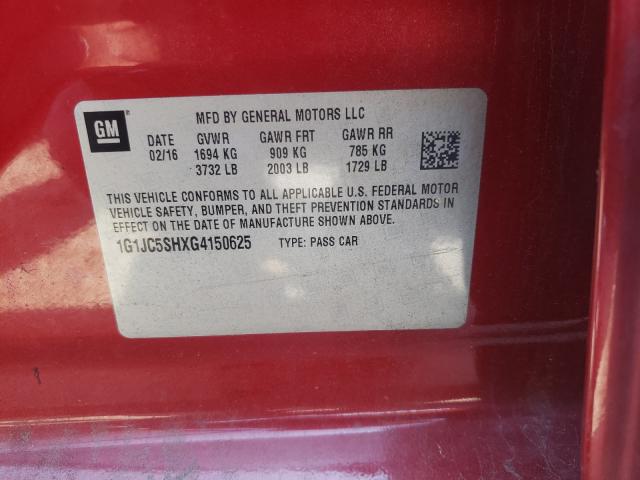 GM
MFD BY GENERAL MOTORS LLC
DATE GVWR GAWR FRT GAWR RR
02/16 1694 KG 909 KG 785 KG
3732 LB 2003 LB 1729 LB
THIS VEHICLE CONFORMS TO ALL APPLICABLE U.S. FEDERAL MOTOR
VEHICLE SAFETY, BUMPER, AND THEFT PREVENTION STANDARDS IN
EFFECT ON THE DATE OF MANUFACTURE SHOWN ABOVE.
1G1JC5SHXG4150625 TYPE: PASS CAR